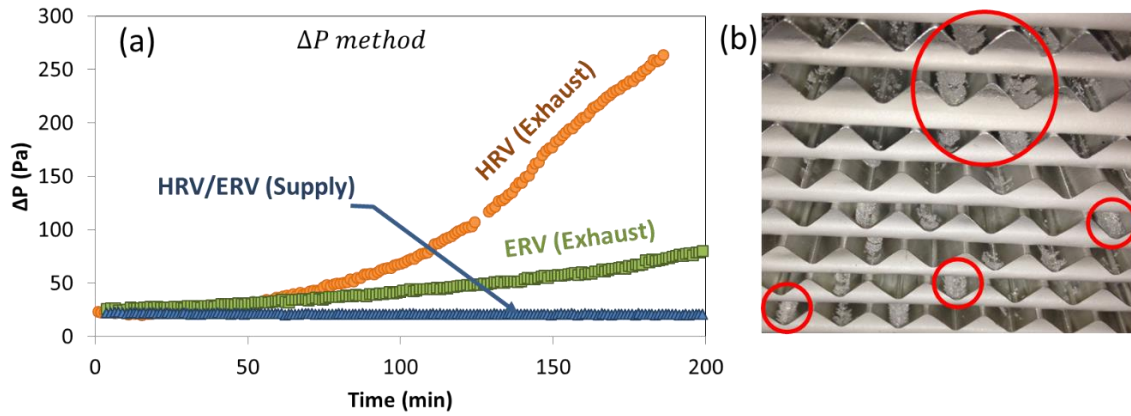 (a)
ΔP method
(b)
300
250
200
150
100
50
0
ΔP (Pa)
HRV (Exhaust)
HRV/ERV (Supply)
ERV (Exhaust)
0
50
100
150
200
Time (min)